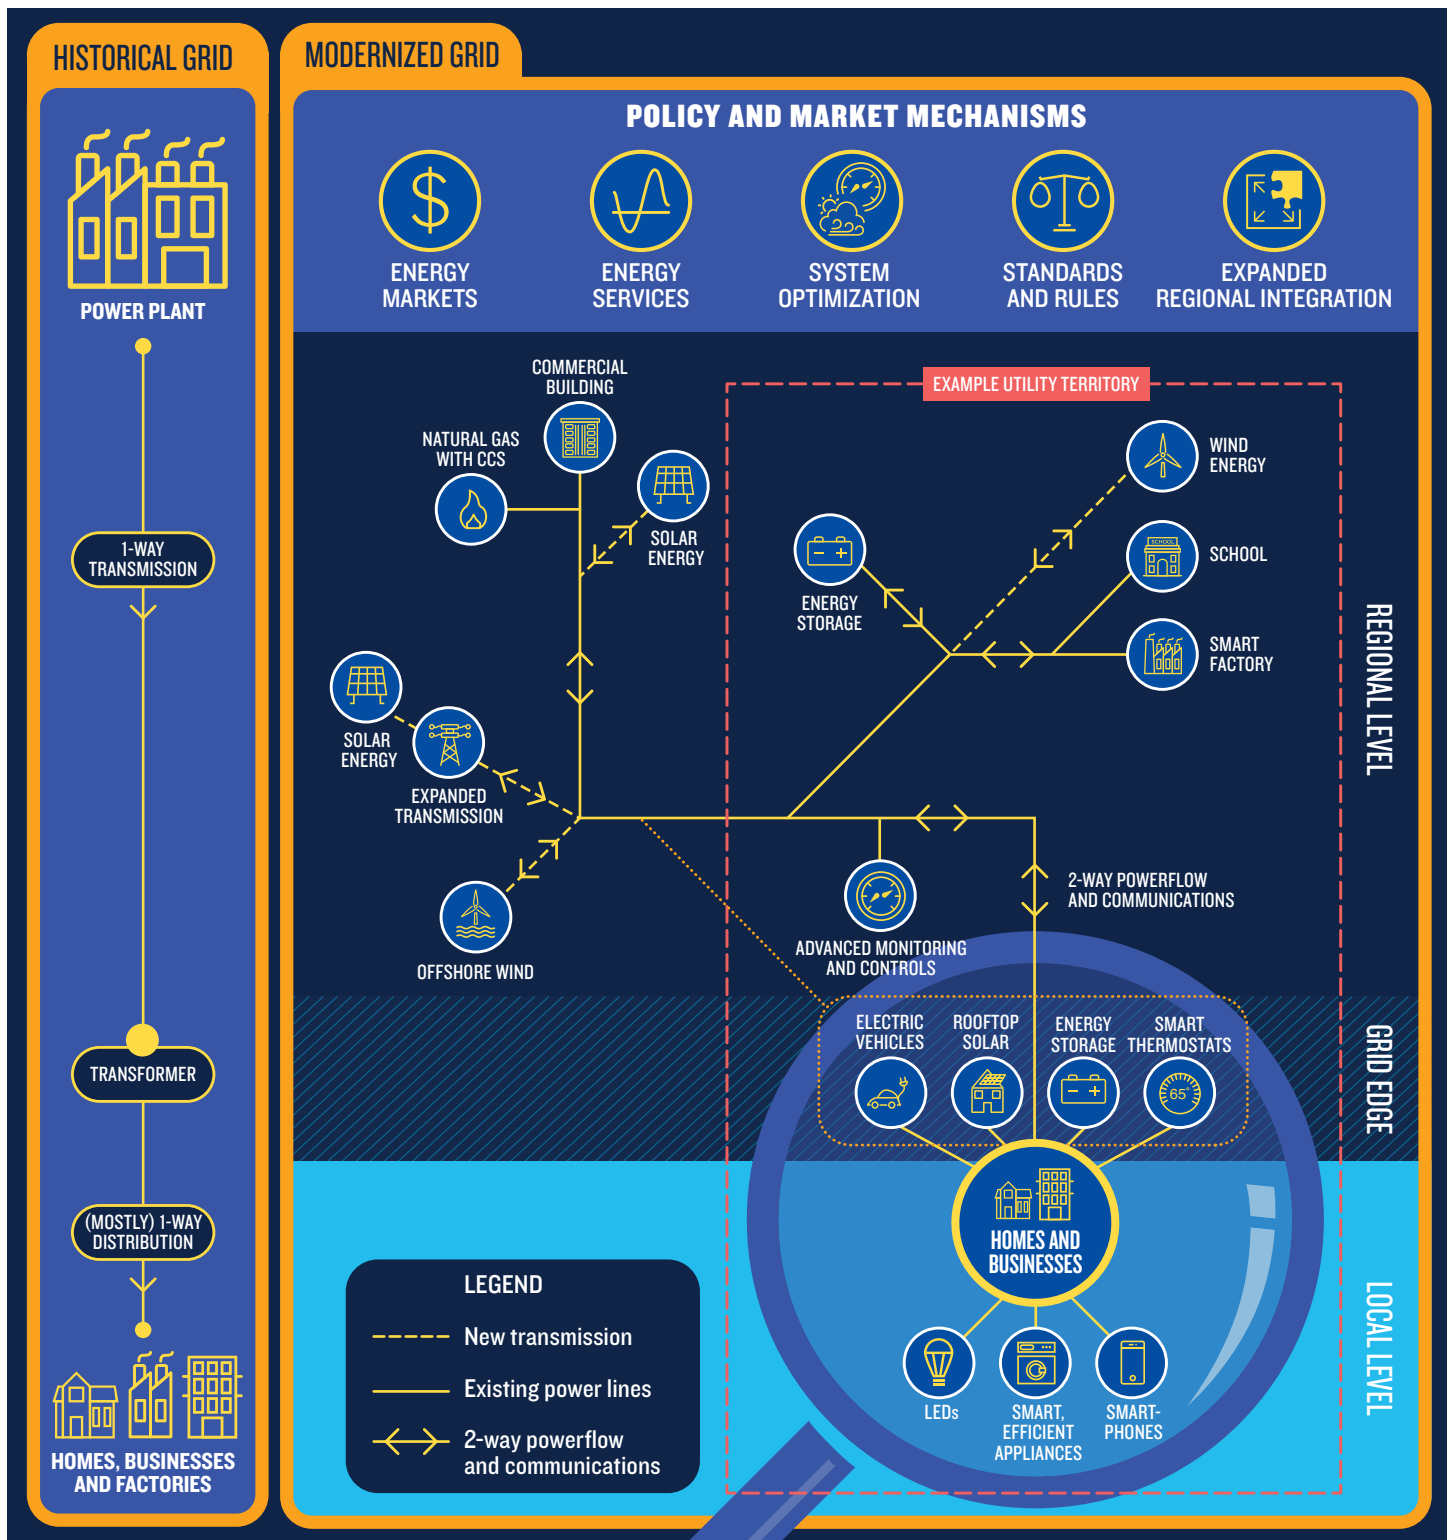 HISTORICAL GRID
POWER PLANT
1-WAY
TRANSMISSION
TRANSFORMER
(MOSTLY) 1-WAY
DISTRIBUTION
HOMES, BUSINESSES
AND FACTORIES
MODERNIZED GRID
POLICY AND MARKET MECHANISMS
ENERGY
MARKETS
ENERGY
SERVICES
SYSTEM
OPTIMIZATION
STANDARDS
AND RULES
EXPANDED
REGIONAL INTEGRATION
COMMERCIAL
BUILDING
NATURAL GAS
WITH CCS
SOLAR
ENERGY
SOLAR
ENERGY
EXPANDED
TRANSMISSION
OFFSHORE WIND
EXAMPLE UTILITY TERRITORY
WIND
ENERGY
ENERGY
STORAGE
SCHOOL
SCHOOL
SMART
FACTORY
REGIONAL LEVEL
2-WAY POWERFLOW
AND COMMUNICATIONS
ADVANCED MONITORING
AND CONTROLS
ELECTRIC
VEHICLES
ROOFTOP
SOLAR
ENERGY
STORAGE
SMART
THERMOSTATS
65°
GRID EDGE
HOMES AND
BUSINESSES
LEDs
SMART,
EFFICIENT
APPLIANCES
SMART-
PHONES
LOCAL LEVEL
LEGEND
New transmission
Existing power lines
2-way powerflow
and communications